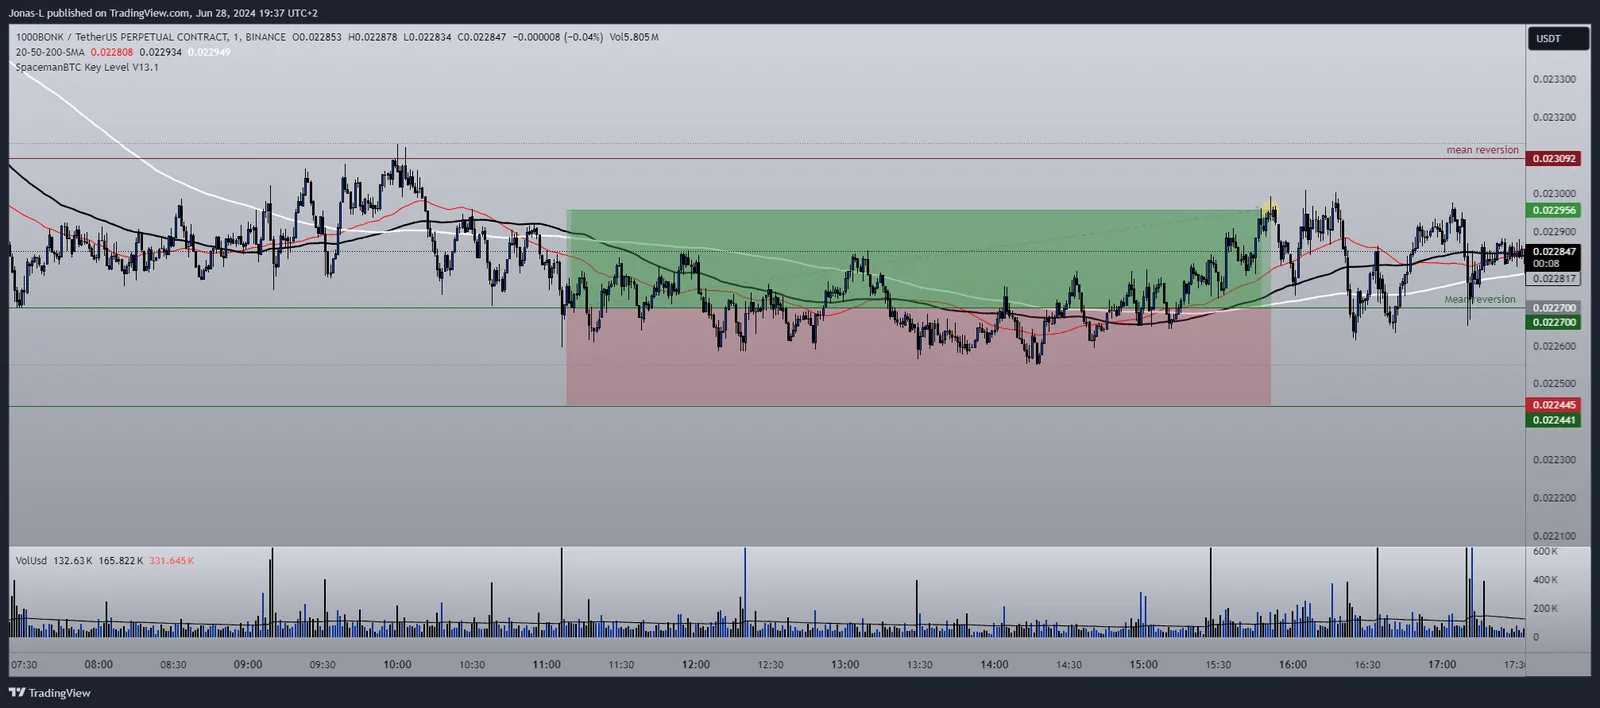 Jonas-L published on TradingView.com, Jun 28, 2024 19:37 UTC+2
1000BONK / TetherUS PERPETUAL CONTRACT, 1, BINANCE O0.022853 H0.022878 L0.022834 C0.022847 −0.000008 (−0.04%) Vol5.805M
20-50-200-SMA 0.022808 0.022934 0.022949
SpacemanBTC Key Level V13.1
USDT
0.023300
0.023200
mean reversion
0.023092
0.023000
0.022956
0.022900
0.022847
00:08
0.022817
Mean reversion
0.022700
0.022700
0.022600
0.022500
0.022445
0.022441
0.022300
0.022200
0.022100
VolUsd 132.63K 165.822K 331.645K
600K
400K
200K
0
07:30 08:00 08:30 09:00 09:30 10:00 10:30 11:00 11:30 12:00 12:30 13:00 13:30 14:00 14:30 15:00 15:30 16:00 16:30 17:00 17:3
TradingView